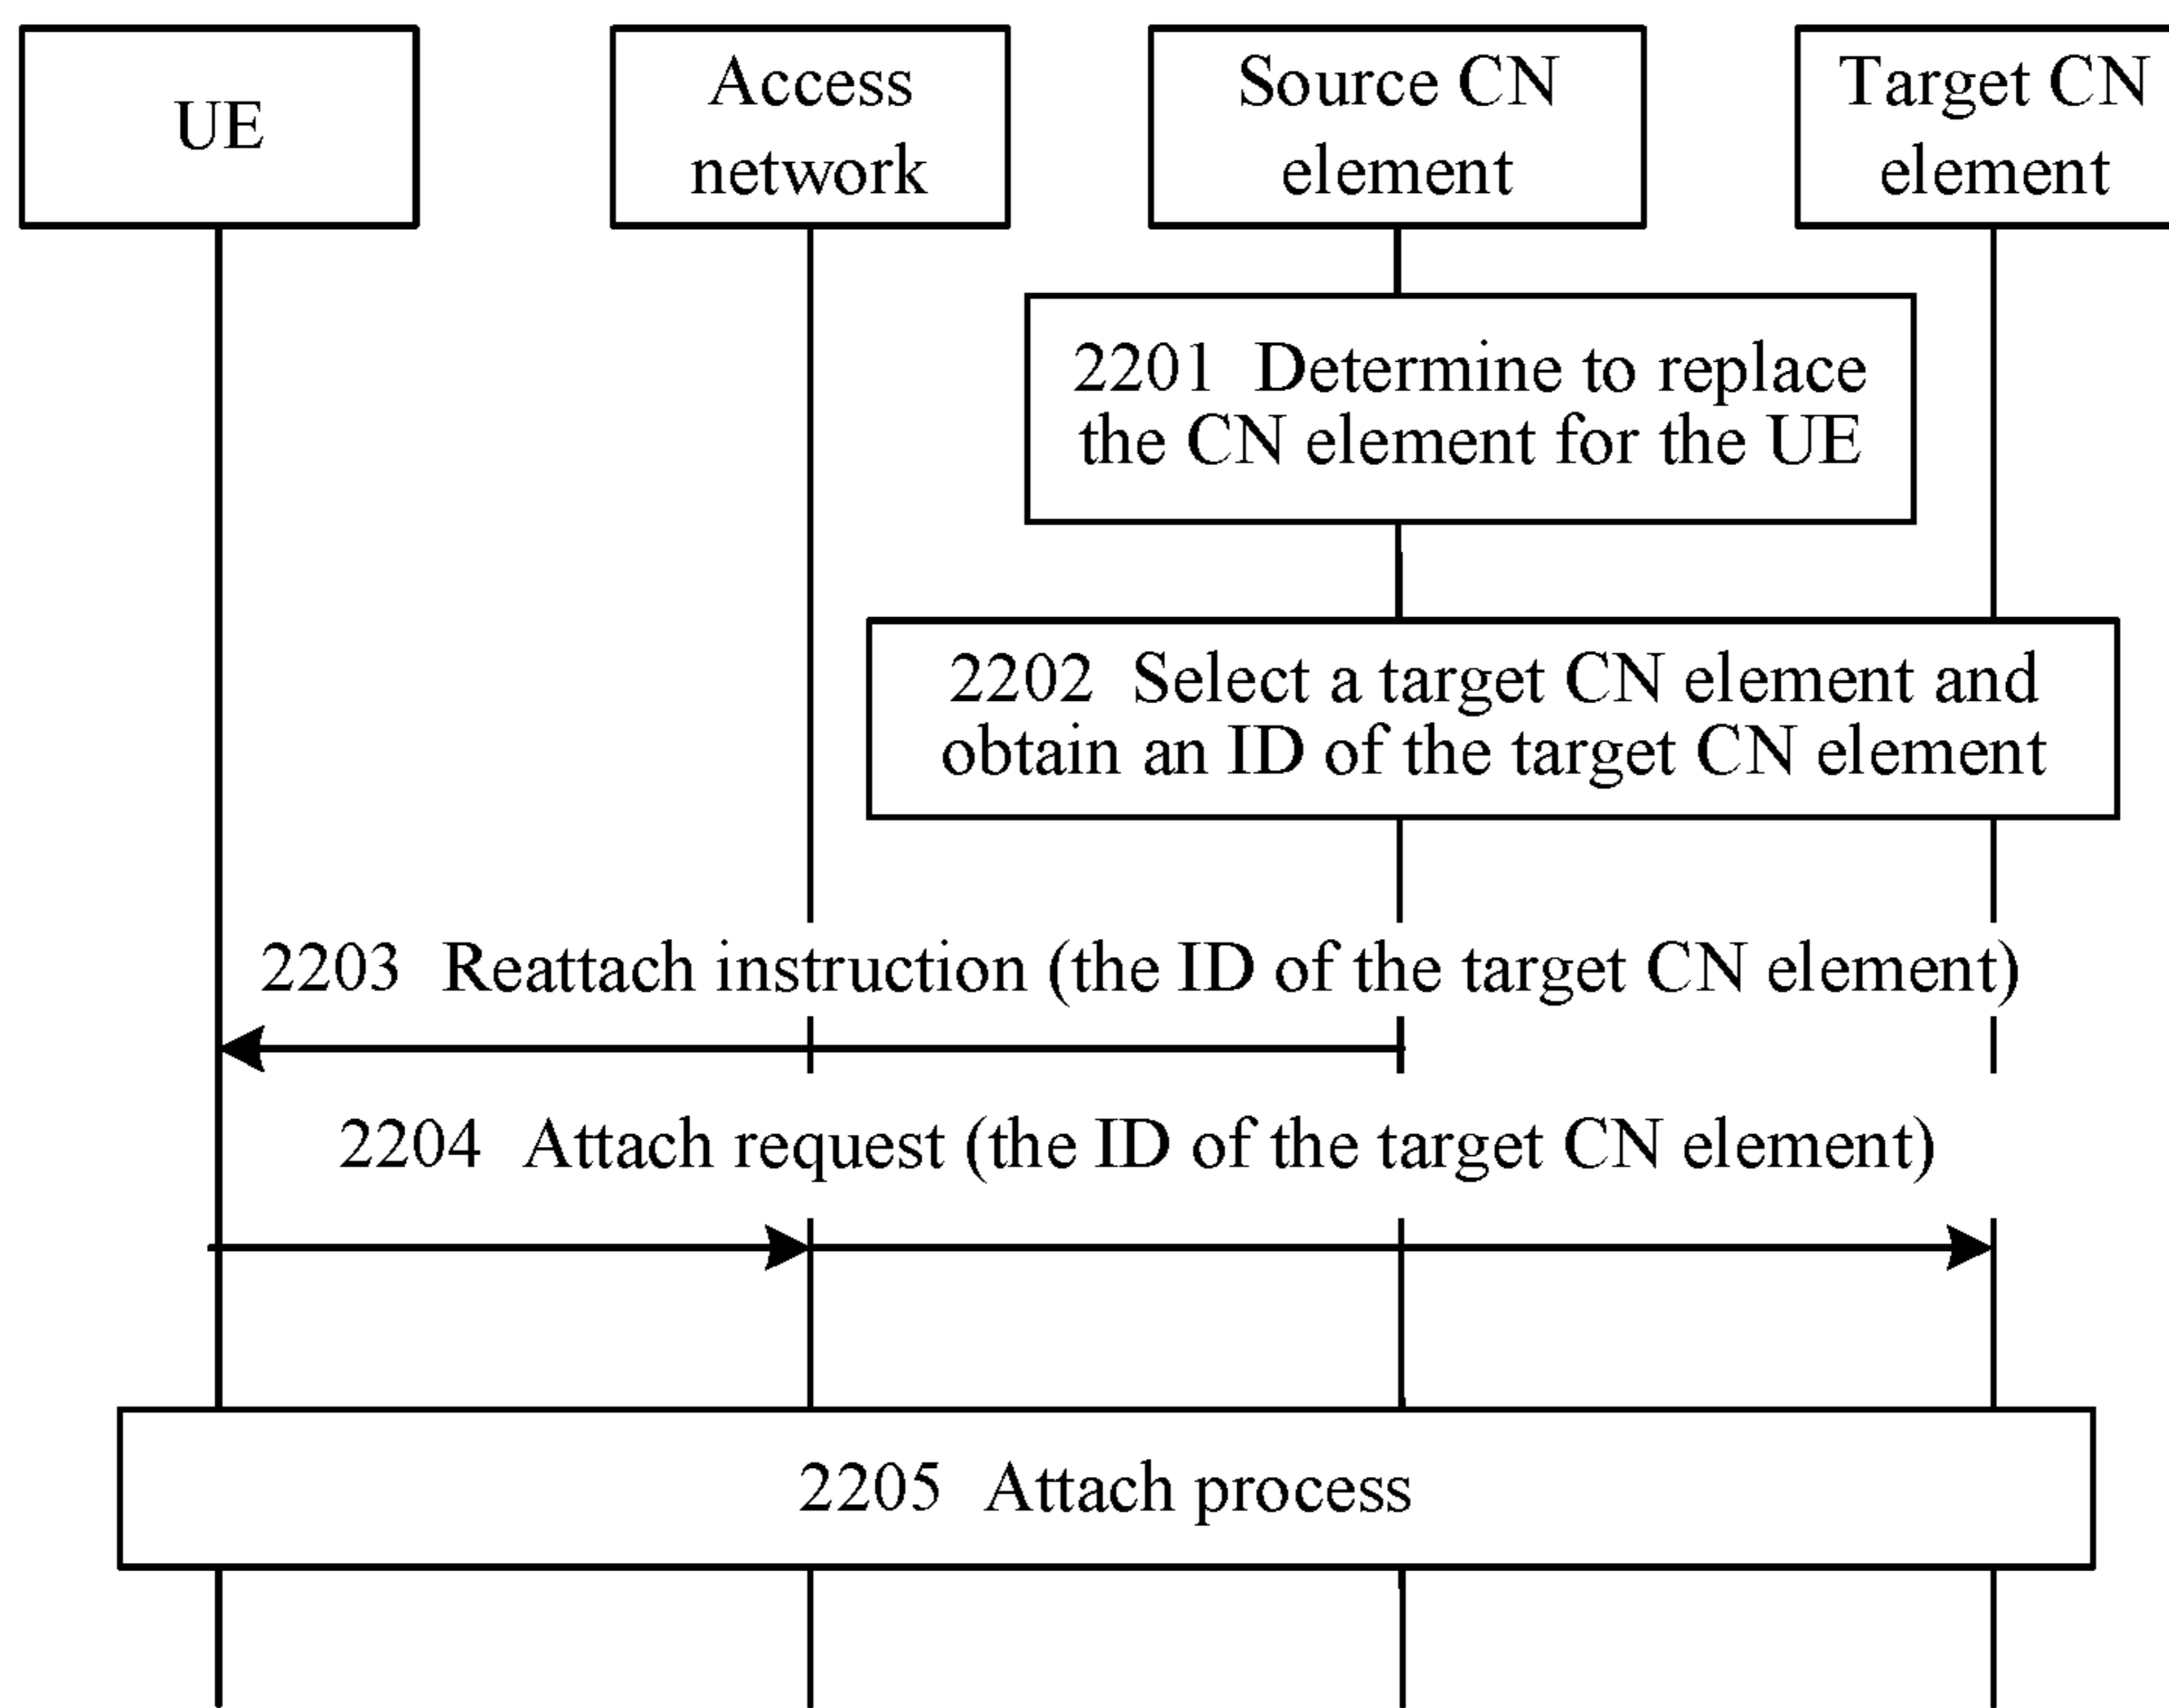 UE
Access
network
Source CN
element
Target CN
element
2201 Determine to replace
the CN element for the UE
2202 Select a target CN element and
obtain an ID of the target CN element
2203 Reattach instruction (the ID of the target CN element)
2204 Attach request (the ID of the target CN element)
2205 Attach process